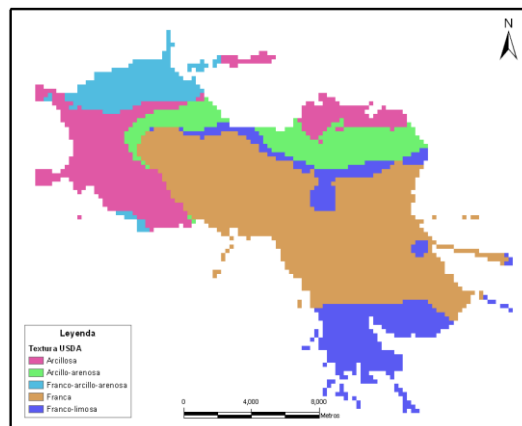 N
Leyenda
Textura USDA
Arcillosa
Arcillo-arenosa
Franco-arcillo-arenosa
Franca
Franco-limosa
0 4,000 8,000
Metros